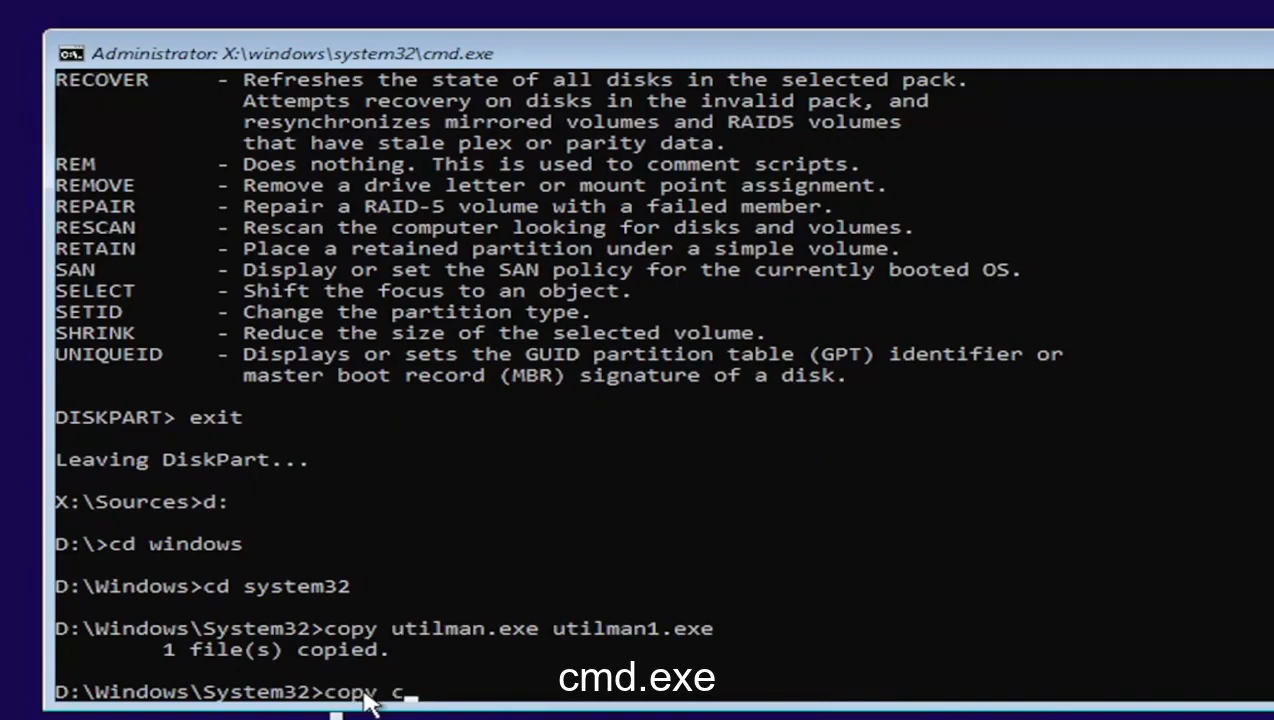 Administrator: X:\windows\system32\cmd.exe
RECOVER - Refreshes the state of all disks in the selected pack.
Attempts recovery on disks in the invalid pack, and
resynchronizes mirrored volumes and RAID5 volumes
that have stale plex or parity data.
REM - Does nothing. This is used to comment scripts.
REMOVE - Remove a drive letter or mount point assignment.
REPAIR - Repair a RAID-5 volume with a failed member.
RESCAN - Rescan the computer looking for disks and volumes.
RETAIN - Place a retained partition under a simple volume.
SAN - Display or set the SAN policy for the currently booted OS.
SELECT - Shift the focus to an object.
SETID - Change the partition type.
SHRINK - Reduce the size of the selected volume.
UNIQUEID - Displays or sets the GUID partition table (GPT) identifier or
master boot record (MBR) signature of a disk.
DISKPART> exit
Leaving DiskPart...
X:\Sources>d:
D:\>cd windows
D:\Windows>cd system32
D:\Windows\System32>copy utilman.exe utilman1.exe
1 file(s) copied.
D:\Windows\System32>copy c_
cmd.exe